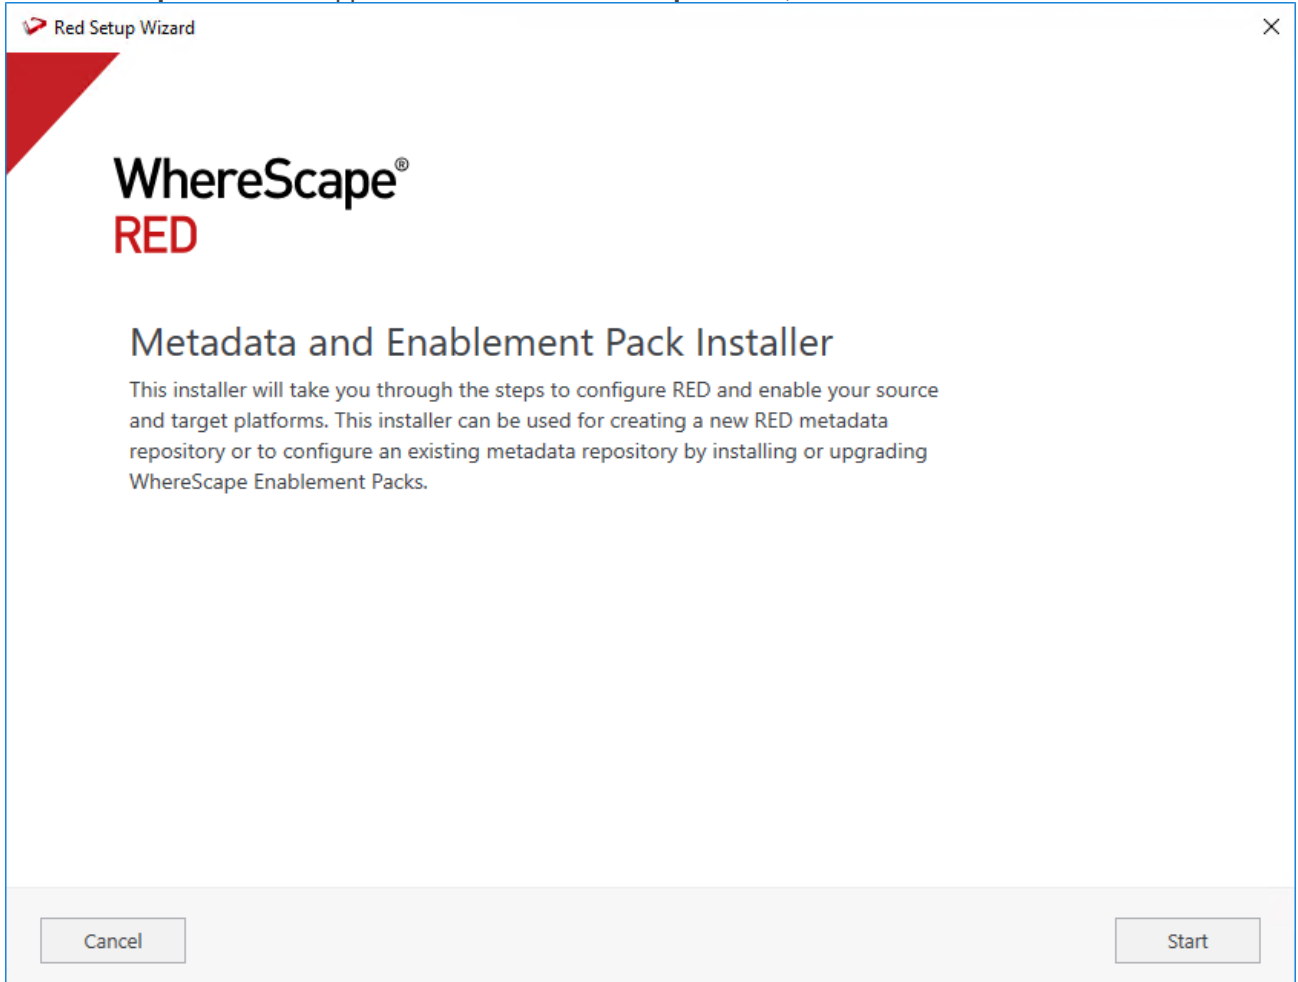 Red Setup Wizard
WhereScape®
RED
Metadata and Enablement Pack Installer
This installer will take you through the steps to configure RED and enable your source
and target platforms. This installer can be used for creating a new RED metadata
repository or to configure an existing metadata repository by installing or upgrading
WhereScape Enablement Packs.
Cancel
Start